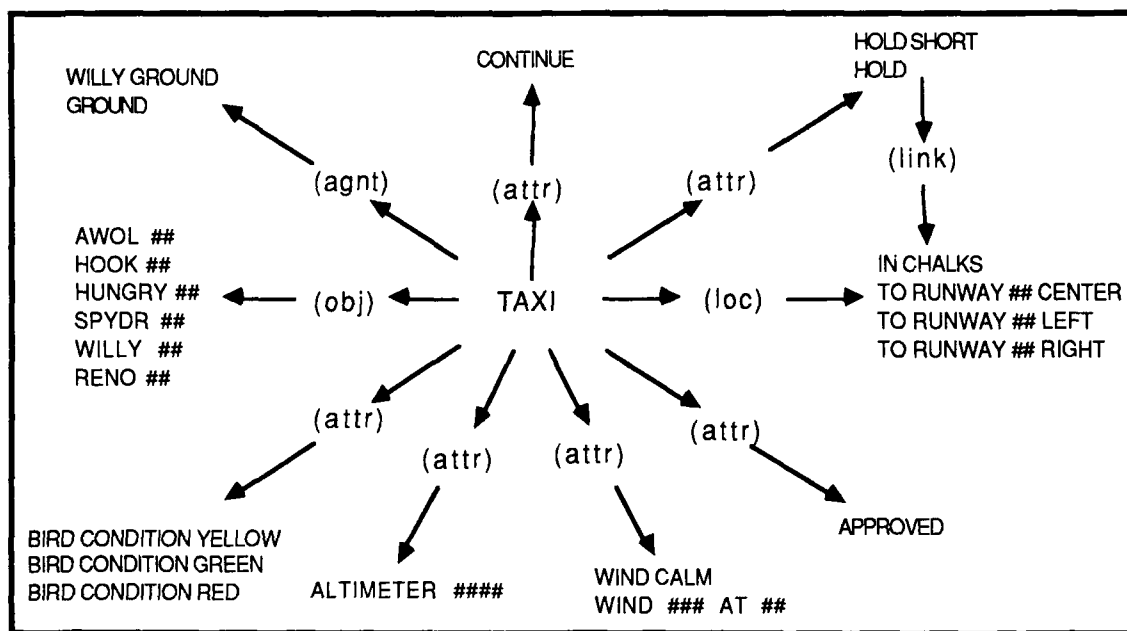 WILLY GROUND
GROUND
CONTINUE
HOLD SHORT
HOLD
(agnt)
(attr)
(attr)
(link)
AWOL ##
HOOK ##
HUNGRY ##
SPYDR ##
WILLY ##
RENO ##
(obj)
TAXI
(loc)
IN CHALKS
TO RUNWAY ## CENTER
TO RUNWAY ## LEFT
TO RUNWAY ## RIGHT
(attr)
(attr)
(attr)
(attr)
BIRD CONDITION YELLOW
BIRD CONDITION GREEN
BIRD CONDITION RED
ALTIMETER ####
WIND CALM
WIND ### AT ##
APPROVED